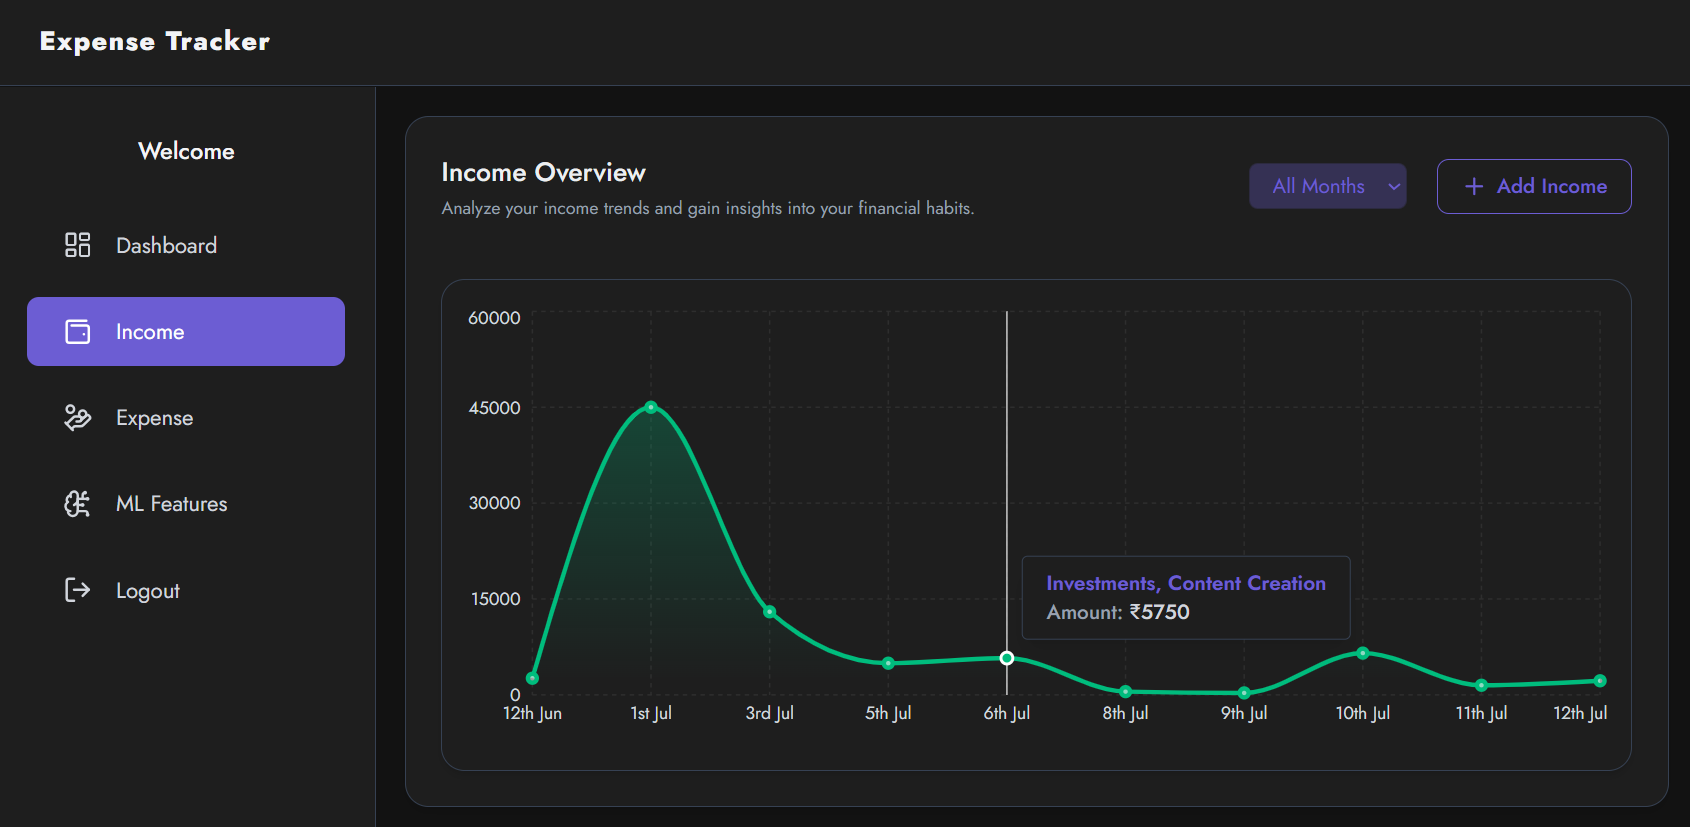 Expense Tracker
Welcome
Dashboard
Income
Expense
ML Features
Logout
Income Overview
Analyze your income trends and gain insights into your financial habits.
All Months
Add Income
60000
45000
30000
15000
0
Investments, Content Creation
Amount: ₹5750
12th Jun 1st Jul 3rd Jul 5th Jul 6th Jul 8th Jul 9th Jul 10th Jul 11th Jul 12th Jul